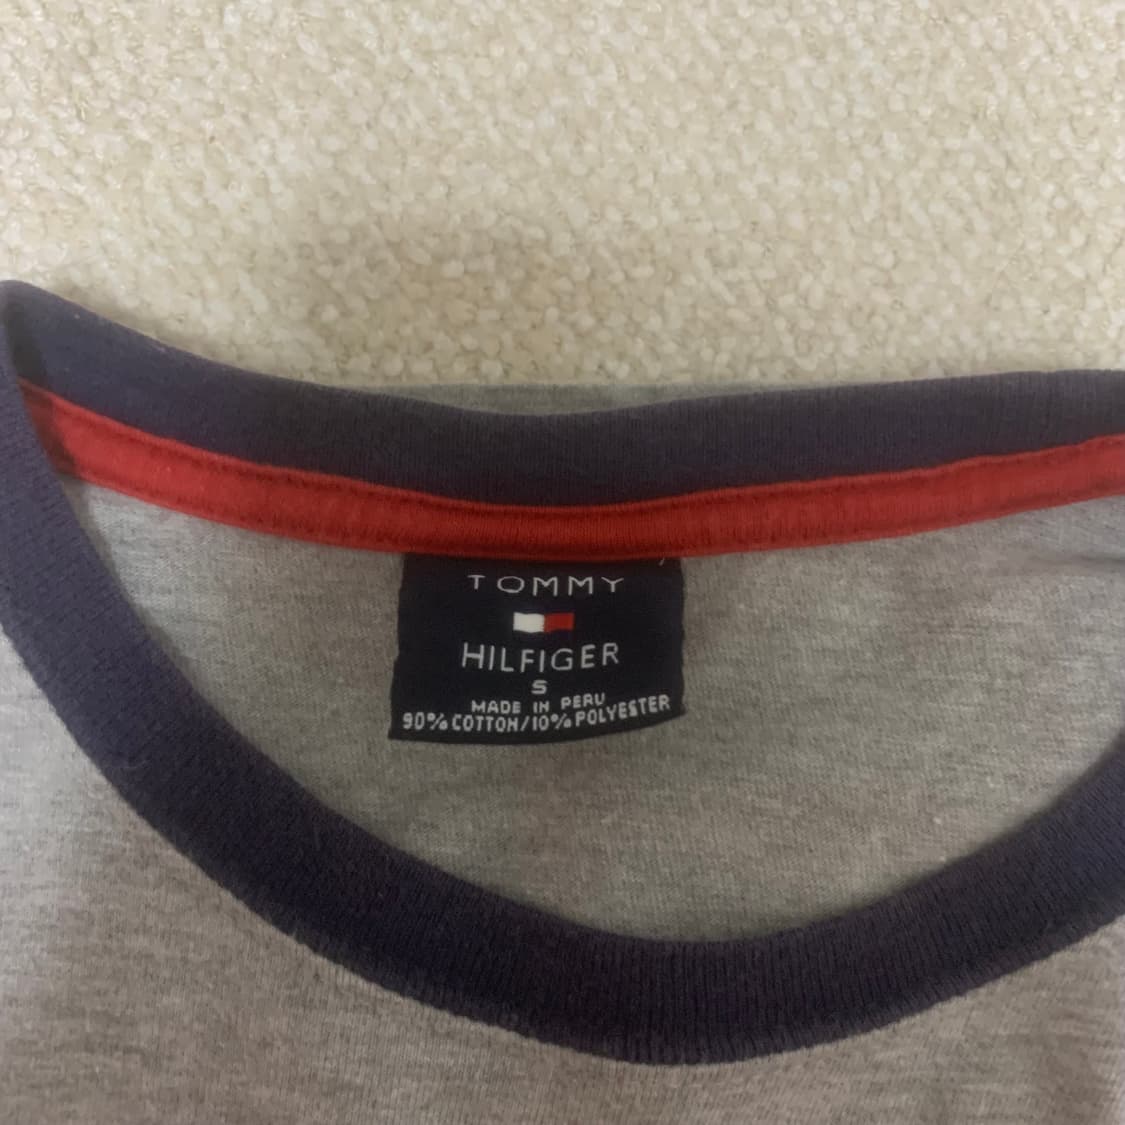 TOMMY
HILFIGER
S
MADE IN PERU
90% COTTON/10% POLYESTER